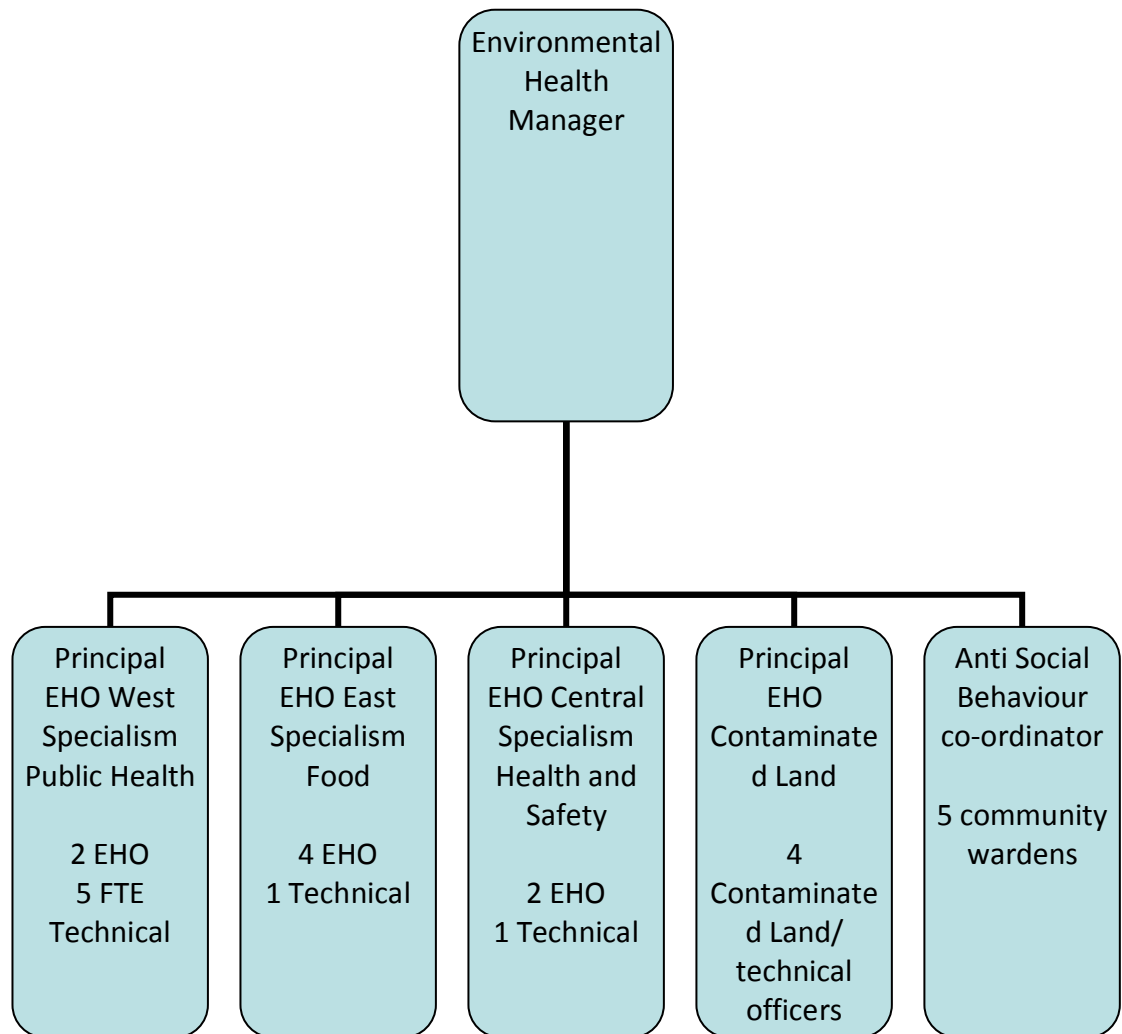 Environmental
Health
Manager
Principal
EHO West
Specialism
Public Health
2 EHO
5 FTE
Technical
Principal
EHO East
Specialism
Food
4 EHO
1 Technical
Principal
EHO Central
Specialism
Health and
Safety
2 EHO
1 Technical
Principal
EHO
Contaminate
d Land
4
Contaminate
d Land/
technical
officers
Anti Social
Behaviour
co-ordinator
5 community
wardens